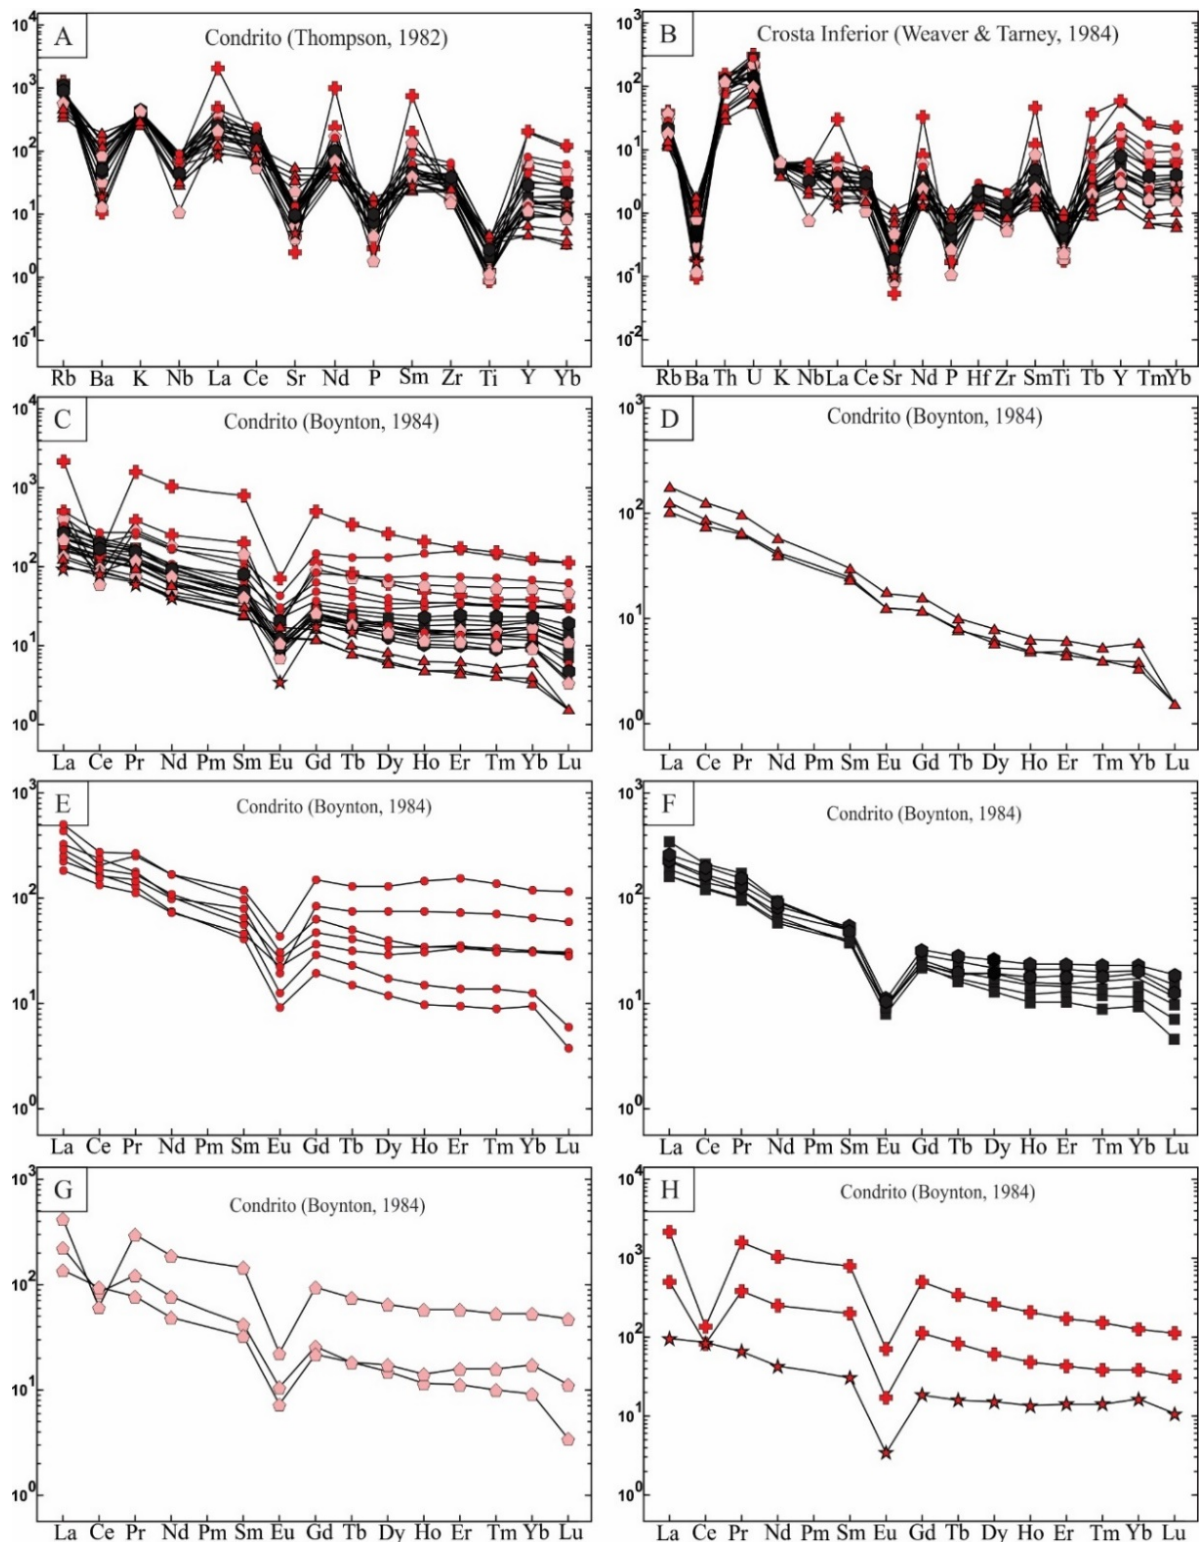 A
Condrito (Thompson, 1982)
10^4
10^3
10^2
10^1
10^0
10^-1
Rb Ba K Nb La Ce Sr Nd P Sm Zr Ti Y Yb
B
Crosta Inferior (Weaver & Tarney, 1984)
10^3
10^2
10^1
10^0
10^-1
10^-2
Rb Ba Th U K Nb La Ce Sr Nd P Hf Zr Sm Ti Tb Y Tm Yb
C
Condrito (Boynton, 1984)
10^4
10^3
10^2
10^1
10^0
La Ce Pr Nd Pm Sm Eu Gd Tb Dy Ho Er Tm Yb Lu
D
Condrito (Boynton, 1984)
10^3
10^2
10^1
10^0
La Ce Pr Nd Pm Sm Eu Gd Tb Dy Ho Er Tm Yb Lu
E
Condrito (Boynton, 1984)
10^3
10^2
10^1
10^0
La Ce Pr Nd Pm Sm Eu Gd Tb Dy Ho Er Tm Yb Lu
F
Condrito (Boynton, 1984)
10^3
10^2
10^1
10^0
La Ce Pr Nd Pm Sm Eu Gd Tb Dy Ho Er Tm Yb Lu
G
Condrito (Boynton, 1984)
10^3
10^2
10^1
10^0
La Ce Pr Nd Pm Sm Eu Gd Tb Dy Ho Er Tm Yb Lu
H
Condrito (Boynton, 1984)
10^4
10^3
10^2
10^1
10^0
La Ce Pr Nd Pm Sm Eu Gd Tb Dy Ho Er Tm Yb Lu